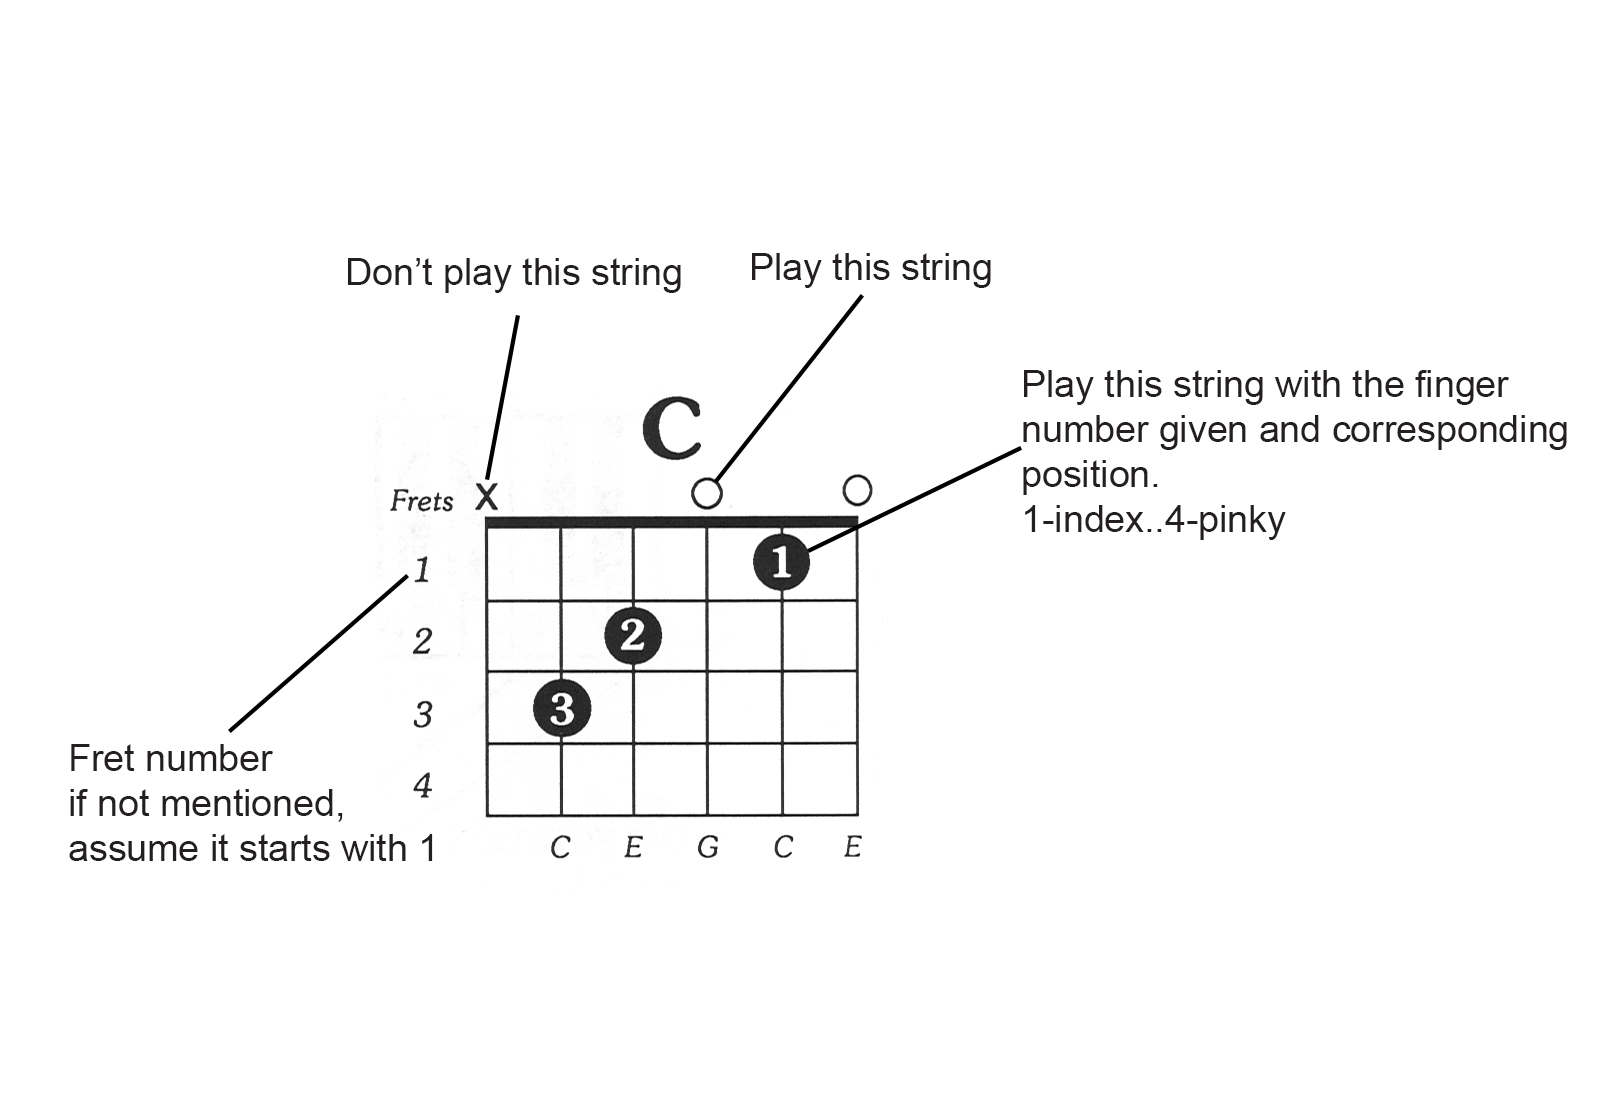 Don’t play this string
Play this string
Play this string with the finger
number given and corresponding
position.
1-index..4-pinky
C
Frets X
1
1
2
2
3
3
4
Fret number
if not mentioned,
assume it starts with 1
C E G C E